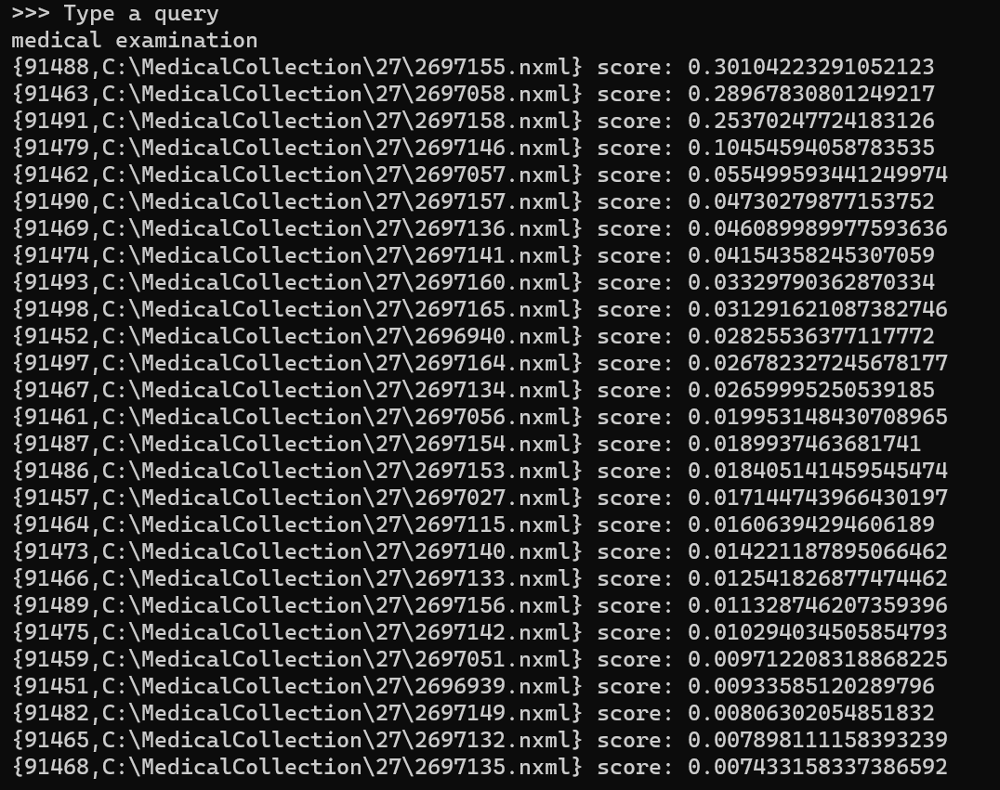 >>> Type a query
medical examination
{91488,C:\MedicalCollection\27\2697155.nxml} score: 0.30104223291052123
{91463,C:\MedicalCollection\27\2697058.nxml} score: 0.28967830801249217
{91491,C:\MedicalCollection\27\2697158.nxml} score: 0.25370247724183126
{91479,C:\MedicalCollection\27\2697146.nxml} score: 0.10454594058783535
{91462,C:\MedicalCollection\27\2697057.nxml} score: 0.055499593441249974
{91490,C:\MedicalCollection\27\2697157.nxml} score: 0.04730279877153752
{91469,C:\MedicalCollection\27\2697136.nxml} score: 0.046089989977593636
{91474,C:\MedicalCollection\27\2697141.nxml} score: 0.04154358245307059
{91493,C:\MedicalCollection\27\2697160.nxml} score: 0.03329790362870334
{91498,C:\MedicalCollection\27\2697165.nxml} score: 0.031291621087382746
{91452,C:\MedicalCollection\27\2696940.nxml} score: 0.02825536377117772
{91497,C:\MedicalCollection\27\2697164.nxml} score: 0.026782327245678177
{91467,C:\MedicalCollection\27\2697134.nxml} score: 0.02659995250539185
{91461,C:\MedicalCollection\27\2697056.nxml} score: 0.019953148430708965
{91487,C:\MedicalCollection\27\2697154.nxml} score: 0.0189937463681741
{91486,C:\MedicalCollection\27\2697153.nxml} score: 0.018405141459545474
{91457,C:\MedicalCollection\27\2697027.nxml} score: 0.017144743966430197
{91464,C:\MedicalCollection\27\2697115.nxml} score: 0.01606394294606189
{91473,C:\MedicalCollection\27\2697140.nxml} score: 0.014221187895066462
{91466,C:\MedicalCollection\27\2697133.nxml} score: 0.012541826877474462
{91489,C:\MedicalCollection\27\2697156.nxml} score: 0.011328746207359396
{91475,C:\MedicalCollection\27\2697142.nxml} score: 0.010294034505854793
{91459,C:\MedicalCollection\27\2697051.nxml} score: 0.009712208318868225
{91451,C:\MedicalCollection\27\2696939.nxml} score: 0.00933585120289796
{91482,C:\MedicalCollection\27\2697149.nxml} score: 0.00806302054851832
{91465,C:\MedicalCollection\27\2697132.nxml} score: 0.007898111158393239
{91468,C:\MedicalCollection\27\2697135.nxml} score: 0.007433158337386592